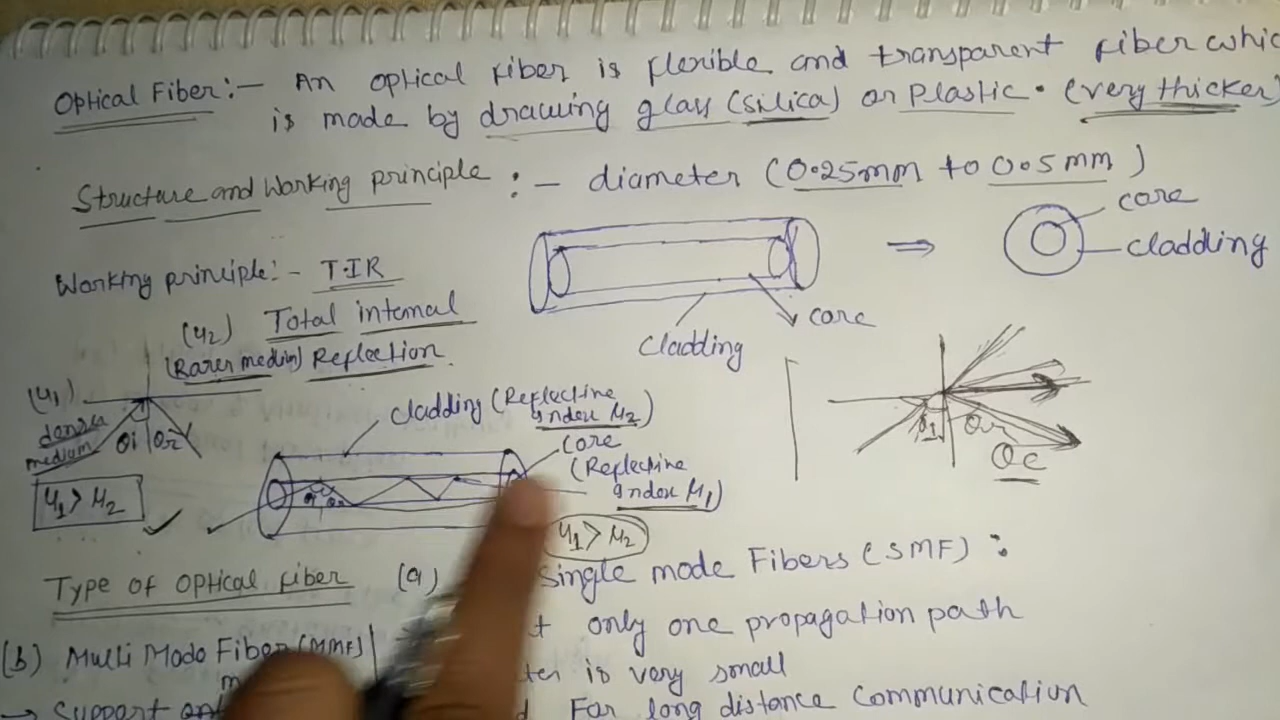 Optical Fiber :- An optical fiber is flexible and transparent fiber whic
is made by drawing glass (silica) or plastic. (very thicker)
Structure and Working principle :- diameter (0.25mm to 0.5mm)
core
cladding
core
cladding
Working principle:- T.I.R
(μ2) Total internal
(Rarer medium) Reflection.
(μ1)
denser
medium
θi θr
μ1 > μ2
cladding (Reflective
index μ2)
core
(Reflective
index μ1)
μ1 > μ2
θr
θc
Type of optical fiber (a) single mode Fibers (SMF) :
only one propagation path
(b) Multi Mode Fiber (MMF)
is very small
→ Support
For long distance communication